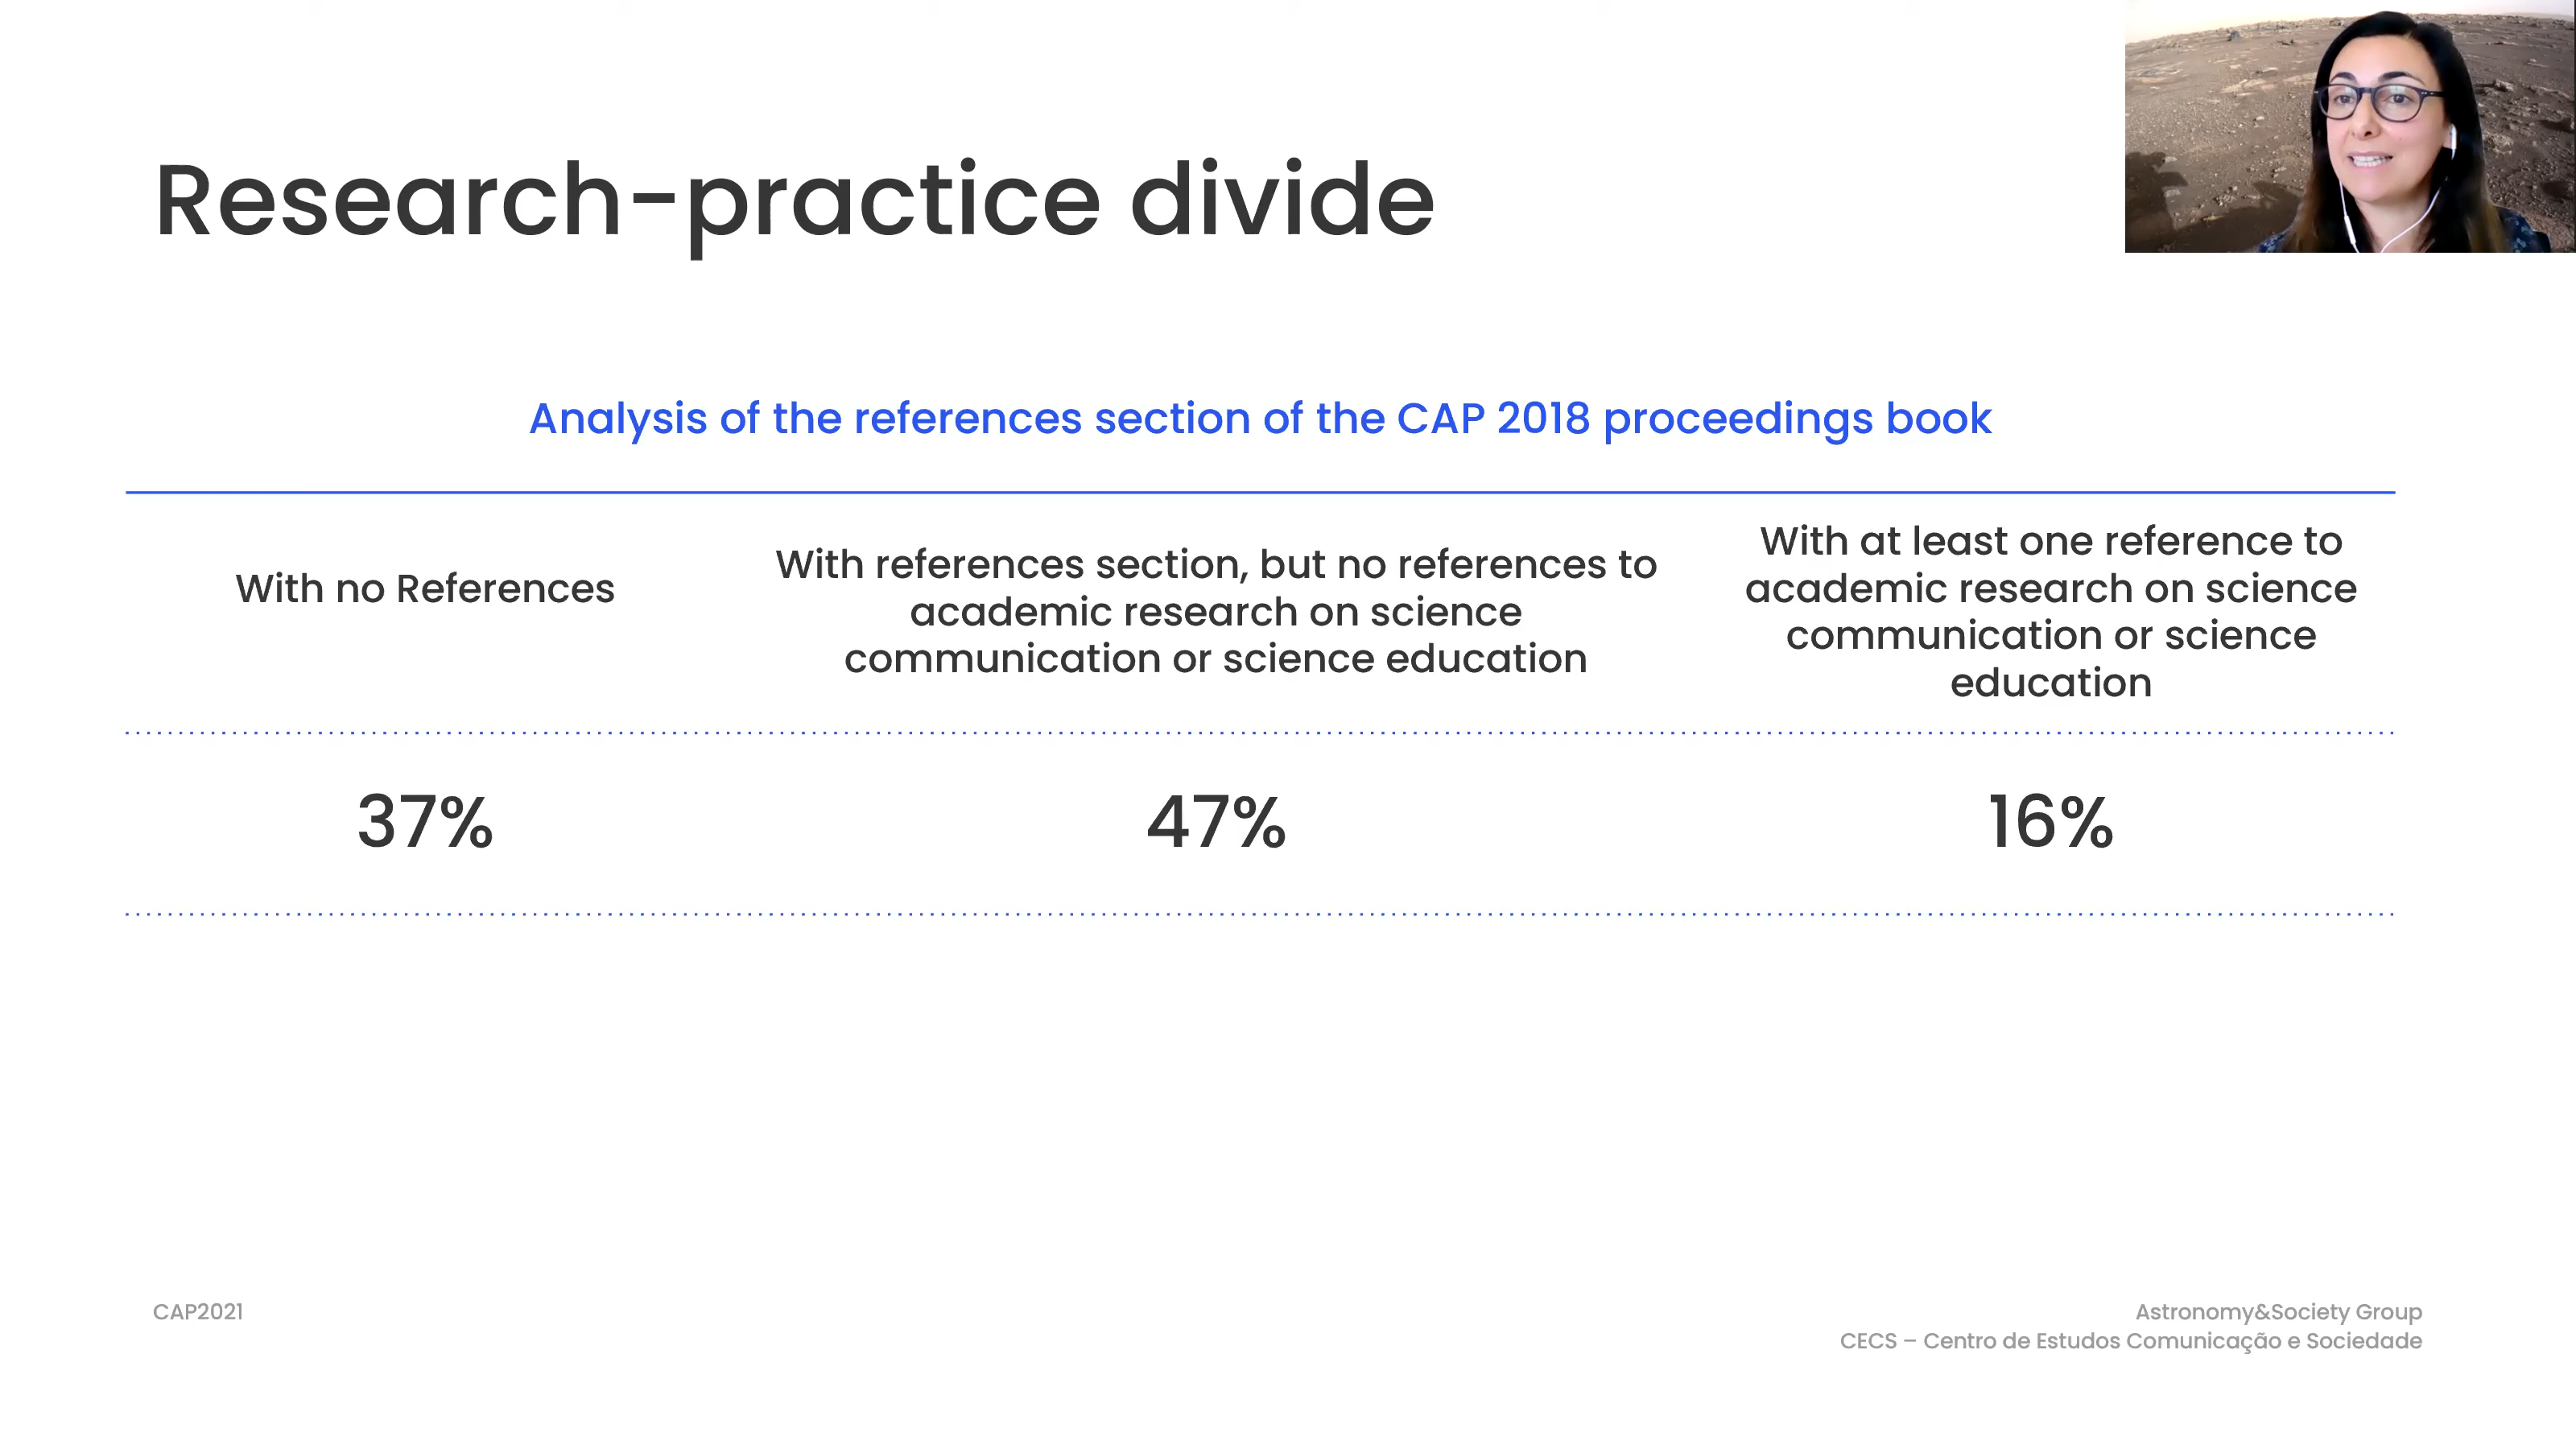 Research-practice divide
Analysis of the references section of the CAP 2018 proceedings book
With no References
With references section, but no references to
academic research on science
communication or science education
With at least one reference to
academic research on science
communication or science
education
37%
47%
16%
CAP2021
Astronomy&Society Group
CECS – Centro de Estudos Comunicação e Sociedade